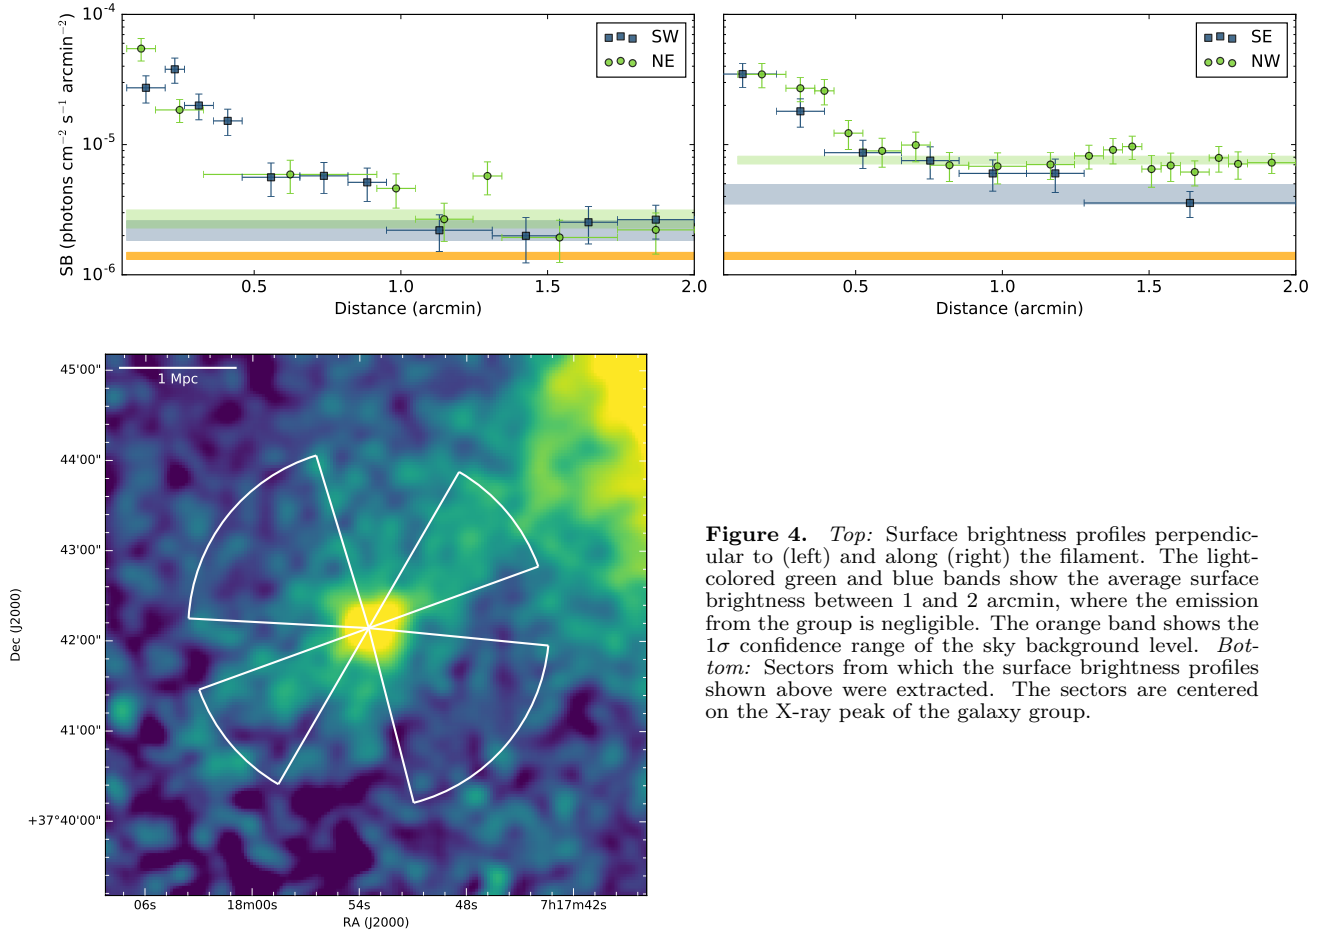 SB (photons cm⁻² s⁻¹ arcmin⁻²)
10⁻⁴
10⁻⁵
10⁻⁶
SW
NE
0.5 1.0 1.5 2.0
Distance (arcmin)
SE
NW
0.5 1.0 1.5 2.0
Distance (arcmin)
1 Mpc
45'00"
44'00"
43'00"
42'00"
41'00"
+37°40'00"
Dec (J2000)
06s 18m00s 54s 48s 7h17m42s
RA (J2000)
Figure 4. Top: Surface brightness profiles perpendic-
ular to (left) and along (right) the filament. The light-
colored green and blue bands show the average surface
brightness between 1 and 2 arcmin, where the emission
from the group is negligible. The orange band shows the
1σ confidence range of the sky background level. Bot-
tom: Sectors from which the surface brightness profiles
shown above were extracted. The sectors are centered
on the X-ray peak of the galaxy group.